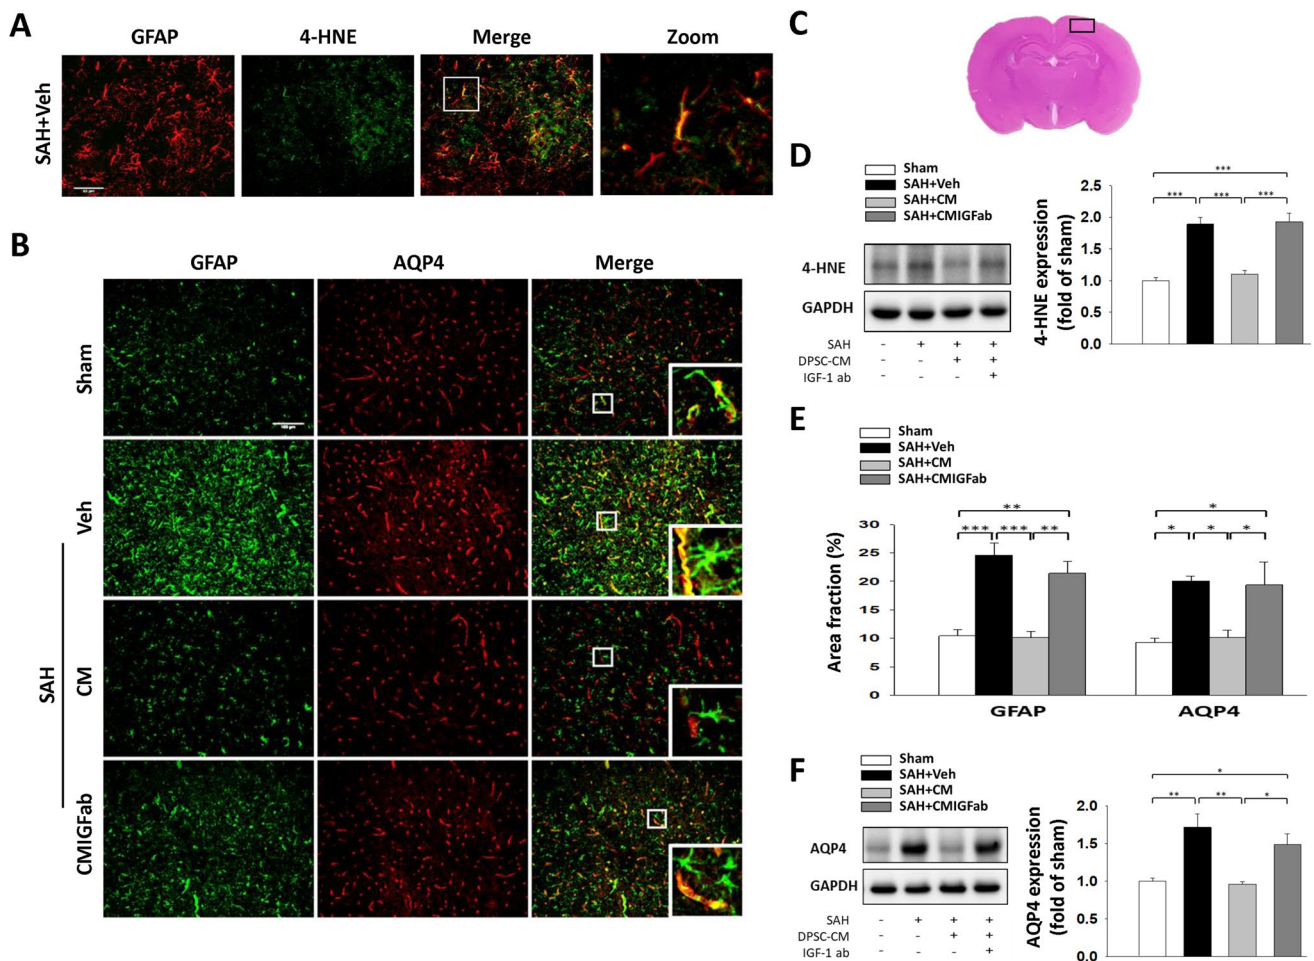 A
GFAP 4-HNE Merge Zoom
SAH+Veh
B
GFAP AQP4 Merge
Sham
Veh
SAH
CM
CMIGFab
100 μm
C
D
Sham
SAH+Veh
SAH+CM
SAH+CMIGFab
4-HNE
GAPDH
SAH - + + +
DPSC-CM - - + +
IGF-1 ab - - - +
4-HNE expression
(fold of sham)
2.5
2.0
1.5
1.0
0.5
0.0
***
*** *** ***
E
Sham
SAH+Veh
SAH+CM
SAH+CMIGFab
Area fraction (%)
30
25
20
15
10
5
0
** *
*** *** ** * * *
GFAP AQP4
F
Sham
SAH+Veh
SAH+CM
SAH+CMIGFab
AQP4
GAPDH
SAH - + + +
DPSC-CM - - + +
IGF-1 ab - - - +
AQP4 expression
(fold of sham)
2.0
1.5
1.0
0.5
0.0
*
** ** *